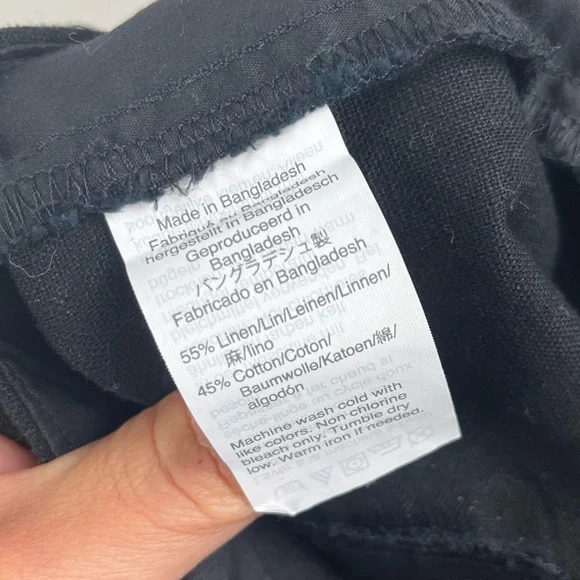 Made in Bangladesh
Fabriqué au Bangladesh
hergestellt in Bangladesch
Geproduceerd in
Bangladesh
バングラデシュ製
Fabricado en Bangladesh
55% Linen/Lin/Leinen/Linnen/
麻/lino
45% Cotton/Coton/
Baumwolle/Katoen/綿/
algodón
Machine wash cold with
like colors. Non chlorine
bleach only. Tumble dry
low. Warm iron if needed.